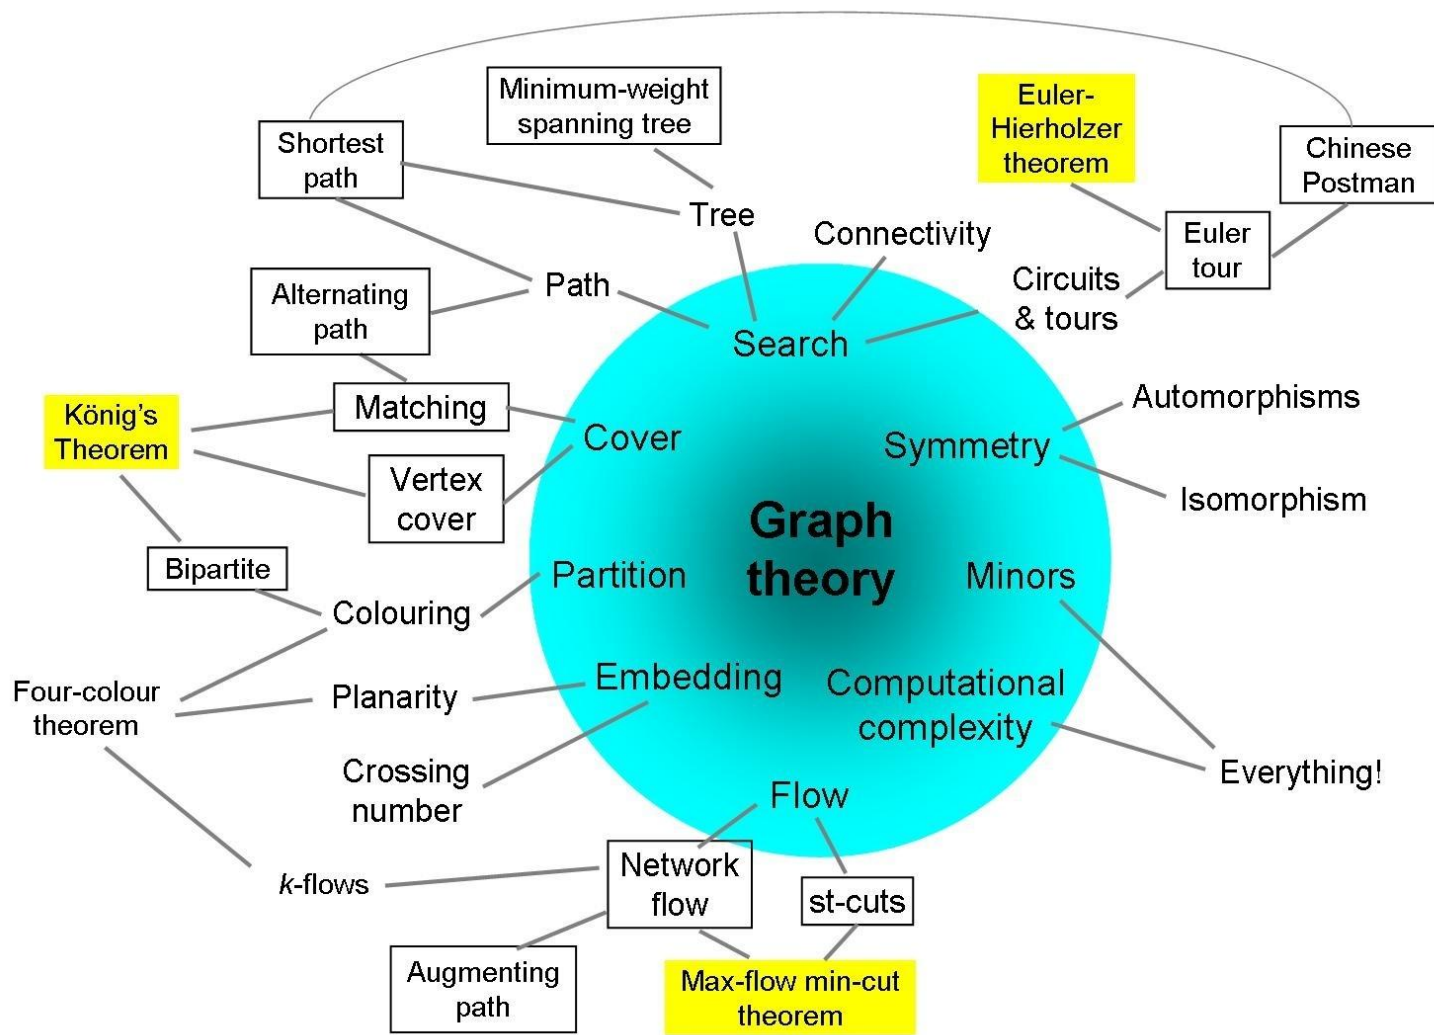 Minimum-weight
spanning tree
Euler-
Hierholzer
theorem
Shortest
path
Chinese
Postman
Tree
Connectivity
Euler
tour
Alternating
path
Path
Circuits
& tours
Search
König's
Theorem
Matching
Cover
Automorphisms
Symmetry
Vertex
cover
Isomorphism
Graph
theory
Bipartite
Partition
Minors
Colouring
Four-colour
theorem
Planarity
Embedding
Computational
complexity
Crossing
number
Flow
Everything!
k-flows
Network
flow
st-cuts
Augmenting
path
Max-flow min-cut
theorem